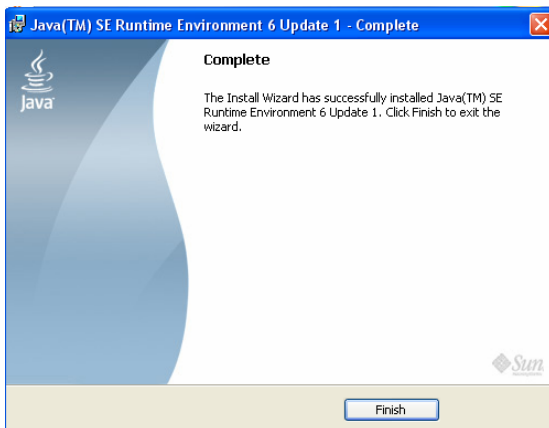 Java(TM) SE Runtime Environment 6 Update 1 - Complete
Java
Complete
The Install Wizard has successfully installed Java(TM) SE
Runtime Environment 6 Update 1. Click Finish to exit the
wizard.
Sun
Finish